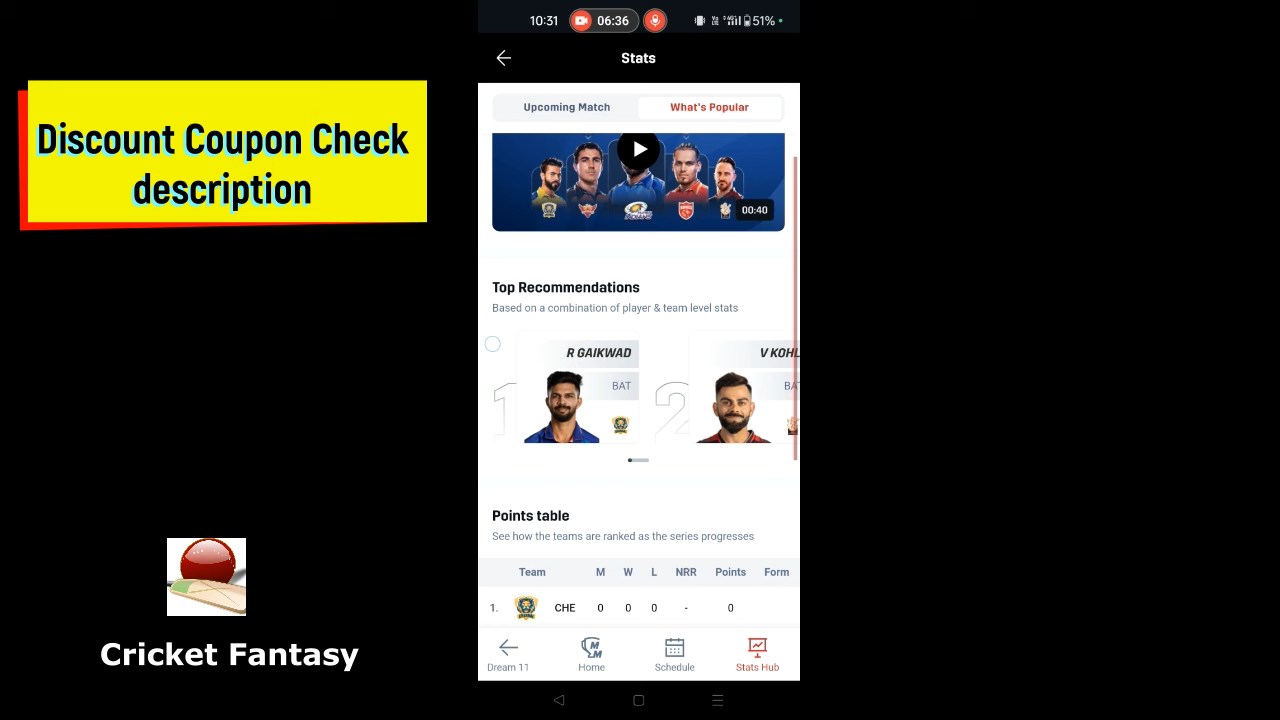 10:31 06:36 51%
Stats
Upcoming Match What's Popular
Discount Coupon Check
description
00:40
Top Recommendations
Based on a combination of player & team level stats
1 R GAIKWAD 2 V KOHL
BAT BAT
Points table
See how the teams are ranked as the series progresses
Team M W L NRR Points Form
1. CHE 0 0 0 - 0
Cricket Fantasy
Dream 11 Home Schedule Stats Hub